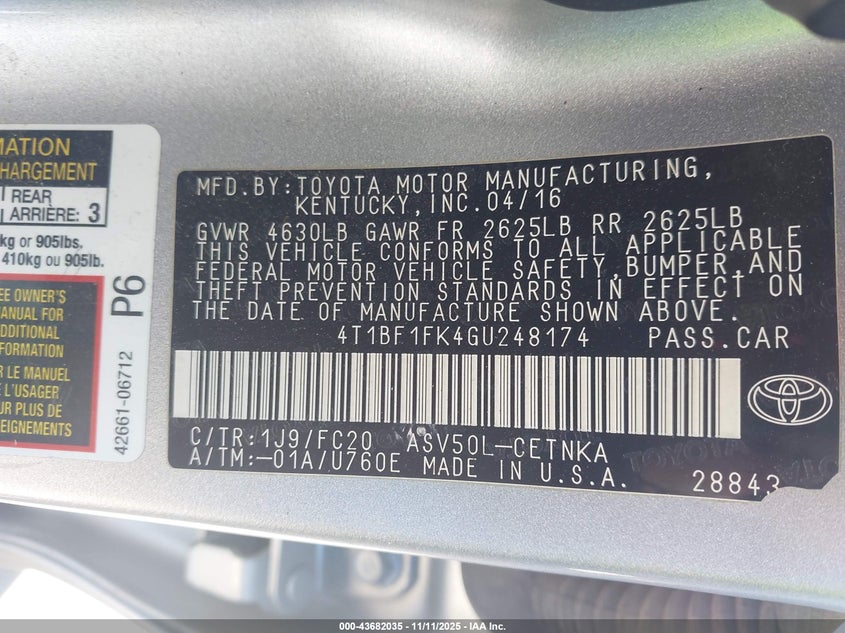 MATION
HARGEMENT
REAR
ARRIÈRE: 3
kg or 905lbs.
410kg ou 905lb.
EE OWNER'S
MANUAL FOR
ADDITIONAL
FORMATION
R LE MANUEL
L'USAGER
UR PLUS DE
EIGNEMENTS
P6
42661-06712
MFD.BY:TOYOTA MOTOR MANUFACTURING,
KENTUCKY,INC.04/16
GVWR 4630LB GAWR FR 2625LB RR 2625LB
THIS VEHICLE CONFORMS TO ALL APPLICABLE
FEDERAL MOTOR VEHICLE SAFETY,BUMPER,AND
THEFT PREVENTION STANDARDS IN EFFECT ON
THE DATE OF MANUFACTURE SHOWN ABOVE.
4T1BF1FK4GU248174 PASS.CAR
C/TR:1J9/FC20 ASV50L-CETNKA
A/TM:-01A/U760E MADE IN U.S.A.
28843
000-43682035 - 11/11/2025 - IAA Inc.